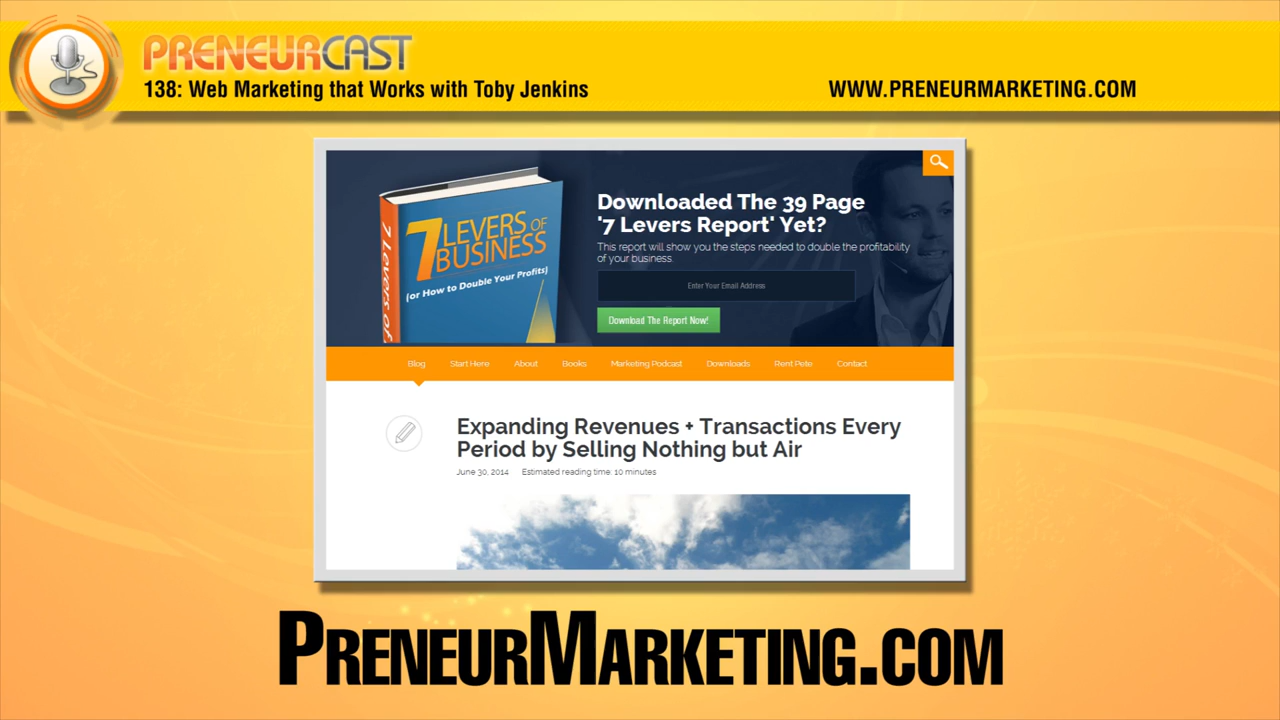 PRENEURCAST
138: Web Marketing that Works with Toby Jenkins
WWW.PRENEURMARKETING.COM
7 LEVERS OF
BUSINESS
(or How to Double Your Profits)
7 Levers of
Downloaded The 39 Page
'7 Levers Report' Yet?
This report will show you the steps needed to double the profitability
of your business.
Enter Your Email Address
Download The Report Now!
Blog Start Here About Books Marketing Podcast Downloads Rent Pete Contact
Expanding Revenues + Transactions Every
Period by Selling Nothing but Air
June 30, 2014 Estimated reading time: 10 minutes
PRENEURMARKETING.COM